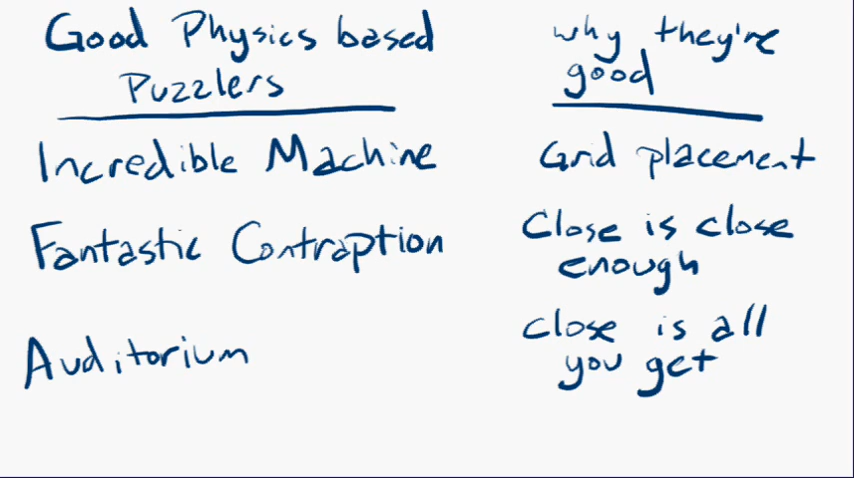 Good Physics based
Puzzlers
why they're
good
Incredible Machine
Grid placement
Fantastic Contraption
Close is close
enough
Auditorium
close is all
you get